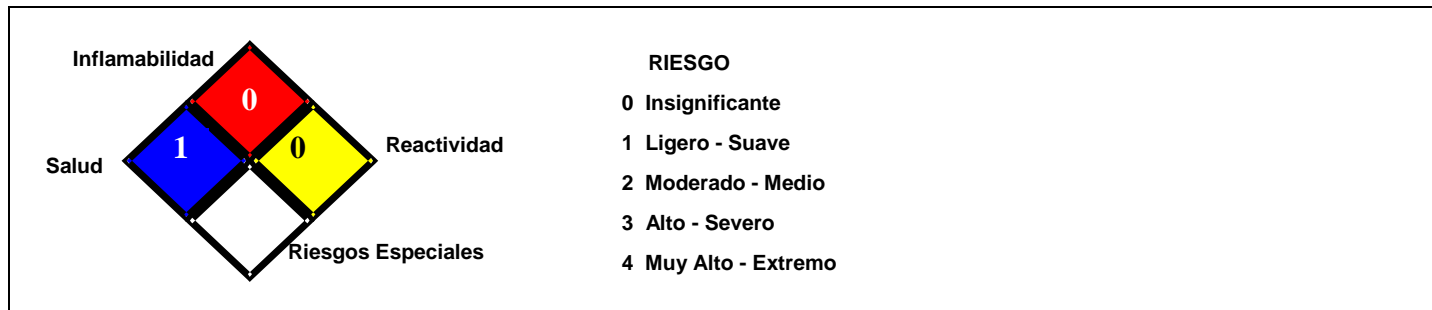 Inflamabilidad
0
1
0
Salud
Reactividad
Riesgos Especiales
RIESGO
0 Insignificante
1 Ligero - Suave
2 Moderado - Medio
3 Alto - Severo
4 Muy Alto - Extremo